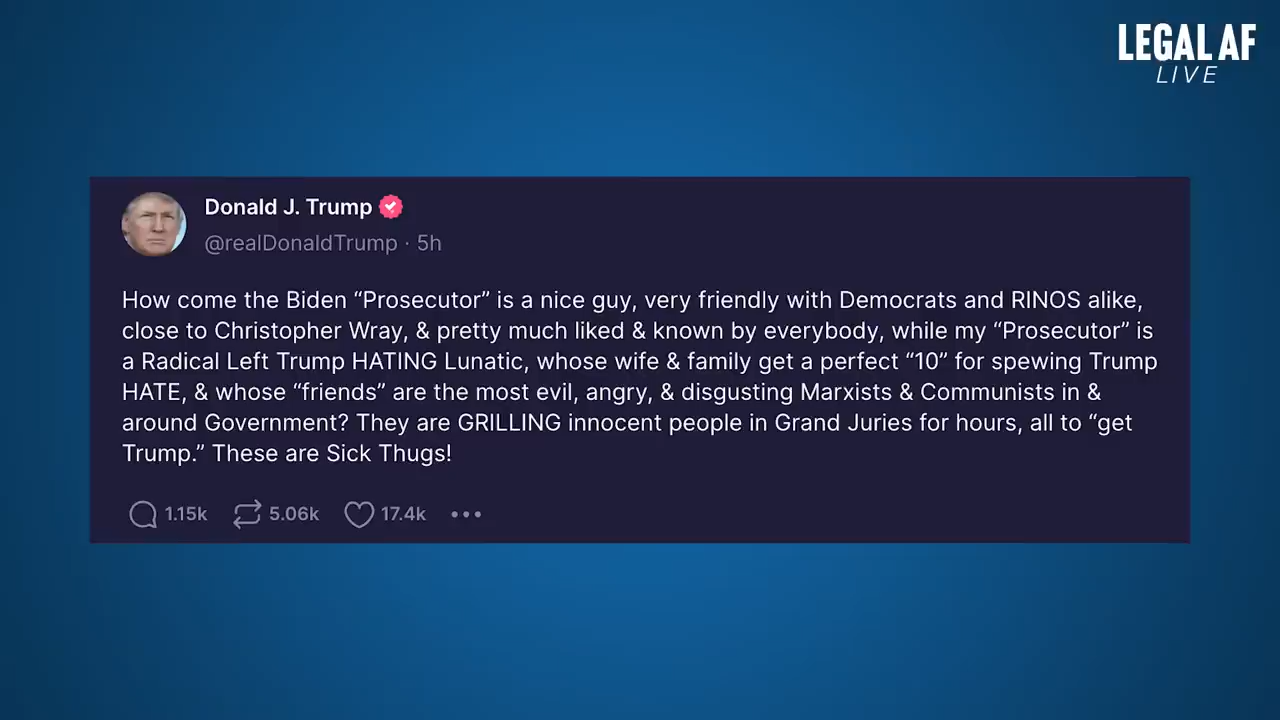 LEGAL AF
LIVE
Donald J. Trump
@realDonaldTrump · 5h
How come the Biden “Prosecutor” is a nice guy, very friendly with Democrats and RINOS alike,
close to Christopher Wray, & pretty much liked & known by everybody, while my “Prosecutor” is
a Radical Left Trump HATING Lunatic, whose wife & family get a perfect “10” for spewing Trump
HATE, & whose “friends” are the most evil, angry, & disgusting Marxists & Communists in &
around Government? They are GRILLING innocent people in Grand Juries for hours, all to “get
Trump.” These are Sick Thugs!
1.15k 5.06k 17.4k